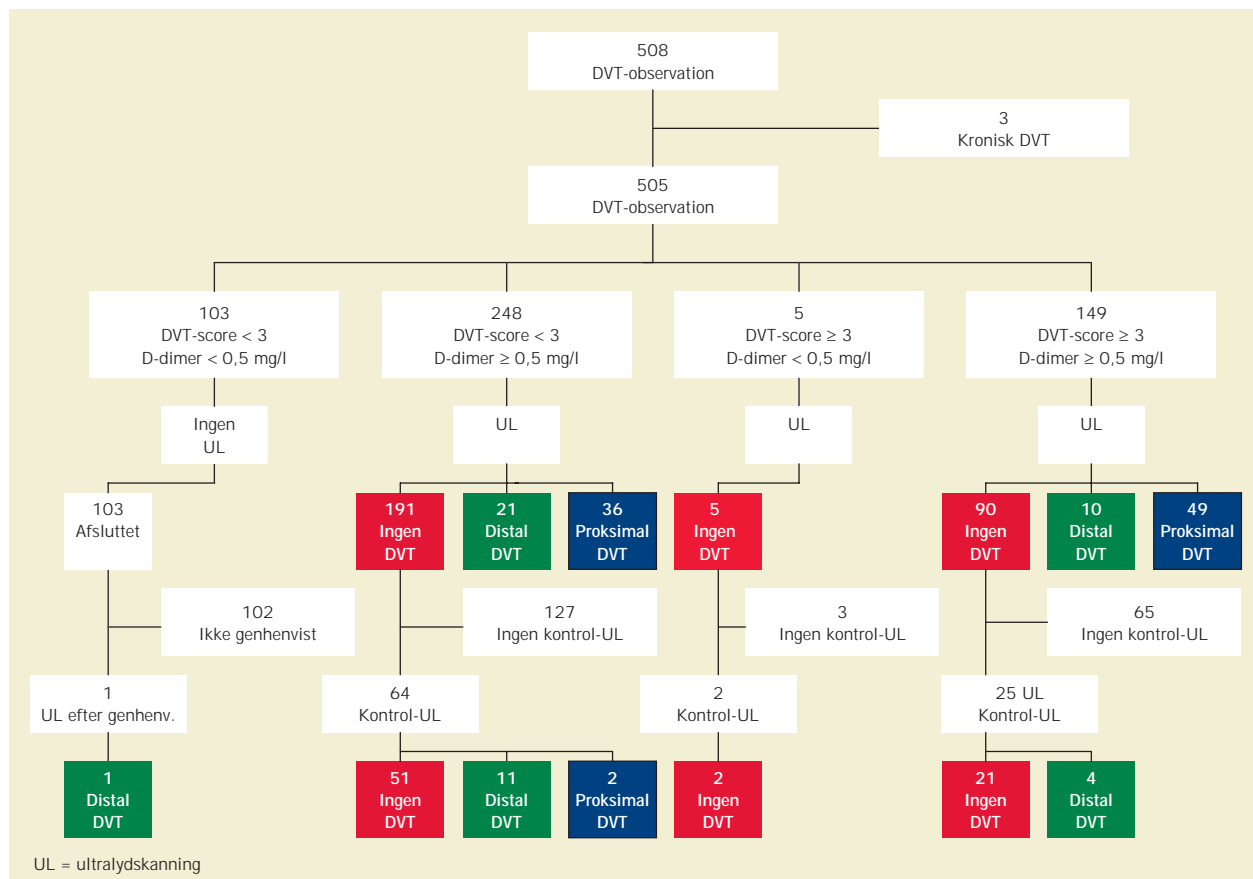 508
DVT-observation
3
Kronisk DVT
505
DVT-observation
103
DVT-score < 3
D-dimer < 0,5 mg/l
248
DVT-score < 3
D-dimer ≥ 0,5 mg/l
5
DVT-score ≥ 3
D-dimer < 0,5 mg/l
149
DVT-score ≥ 3
D-dimer ≥ 0,5 mg/l
Ingen
UL
UL
UL
UL
103
Afsluttet
191
Ingen
DVT
21
Distal
DVT
36
Proksimal
DVT
5
Ingen
DVT
90
Ingen
DVT
10
Distal
DVT
49
Proksimal
DVT
102
Ikke genhenvist
127
Ingen kontrol-UL
3
Ingen kontrol-UL
65
Ingen kontrol-UL
1
UL efter genhenv.
64
Kontrol-UL
2
Kontrol-UL
25 UL
Kontrol-UL
1
Distal
DVT
51
Ingen
DVT
11
Distal
DVT
2
Proksimal
DVT
2
Ingen
DVT
21
Ingen
DVT
4
Distal
DVT
UL = ultralydskanning